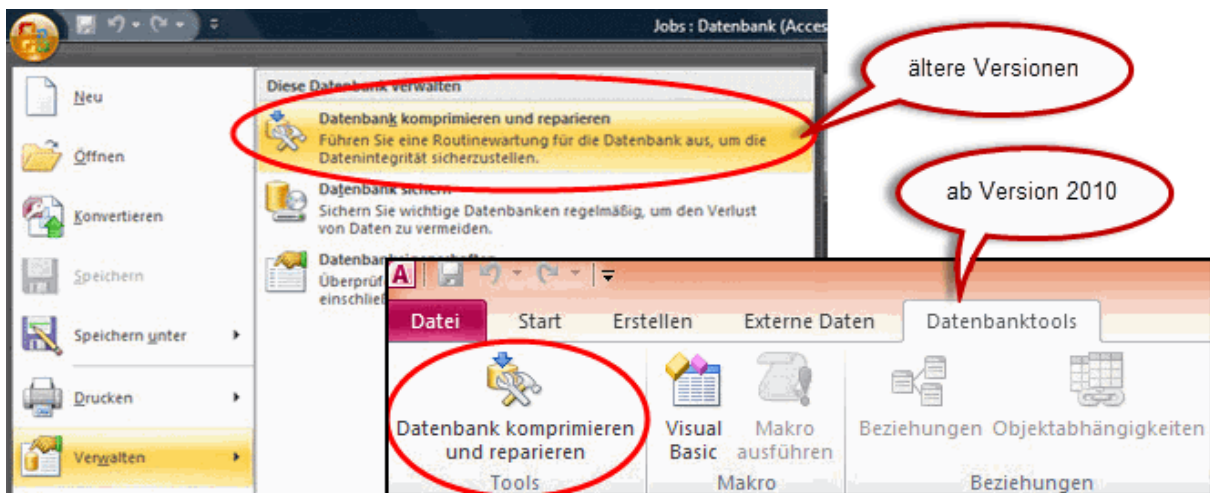 Jobs : Datenbank (Acces
ältere Versionen
Neu
Öffnen
Konvertieren
Speichern
Speichern unter
Drucken
Verwalten
Diese Datenbank verwalten
Datenbank komprimieren und reparieren
Führen Sie eine Routinewartung für die Datenbank aus, um die
Datenintegrität sicherzustellen.
Datenbank sichern
Sichern Sie wichtige Datenbanken regelmäßig, um den Verlust
von Daten zu vermeiden.
Datenbankeigenschaften
Überprüf
einschließ
ab Version 2010
A
Datei Start Erstellen Externe Daten Datenbanktools
Datenbank komprimieren
und reparieren
Visual
Basic
Makro
ausführen
Beziehungen Objektabhängigkeiten
Tools Makro Beziehungen